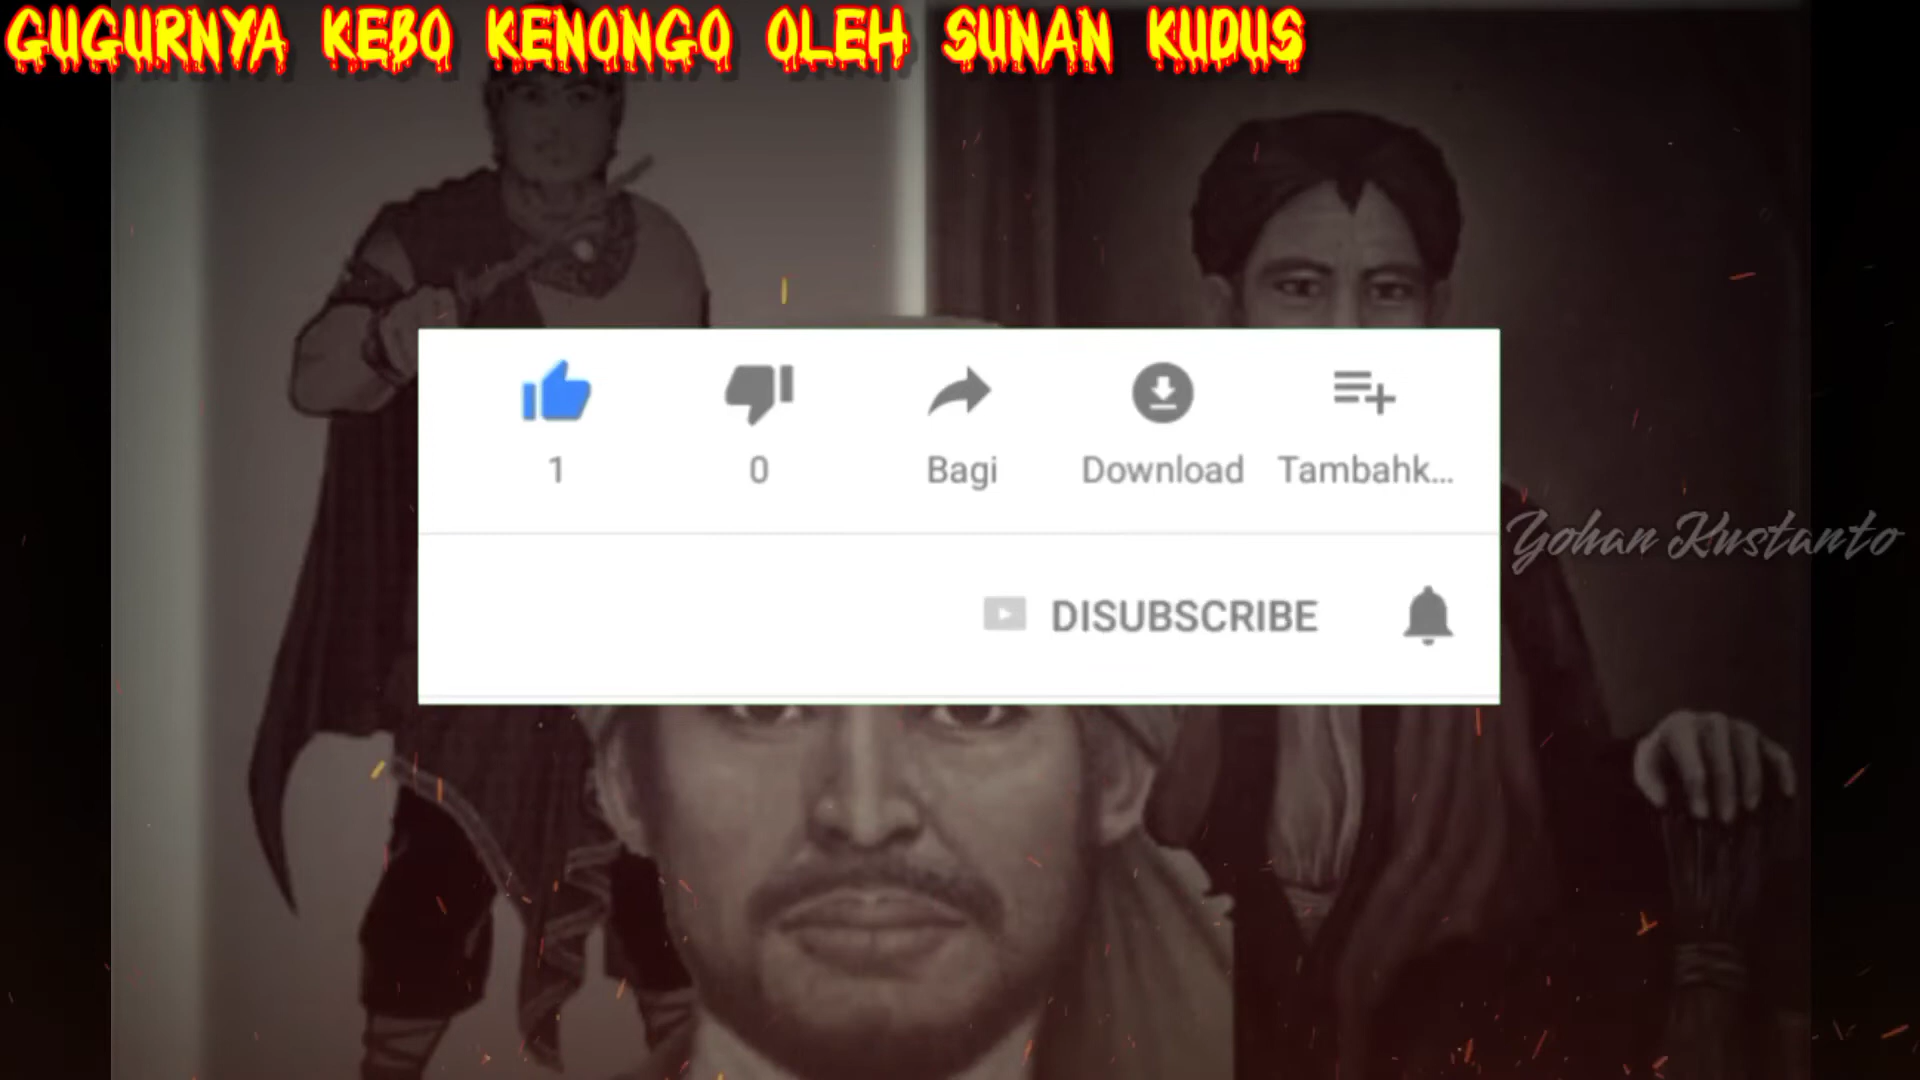 GUGURNYA KEBO KENONGO OLEH SUNAN KUDUS
1 0 Bagi Download Tambahk...
Yohan Kustanto
DISUBSCRIBE